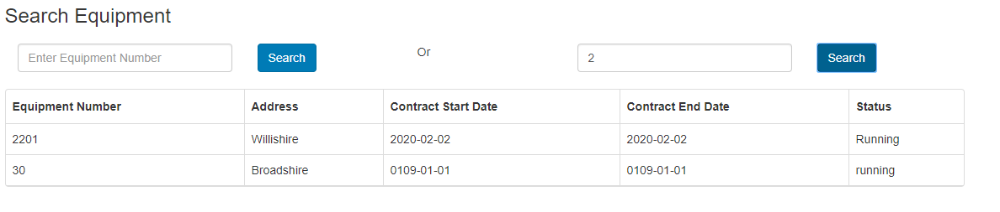 Search Equipment
Enter Equipment Number Search Or 2 Search
Equipment Number Address Contract Start Date Contract End Date Status
2201 Willishire 2020-02-02 2020-02-02 Running
30 Broadshire 0109-01-01 0109-01-01 running